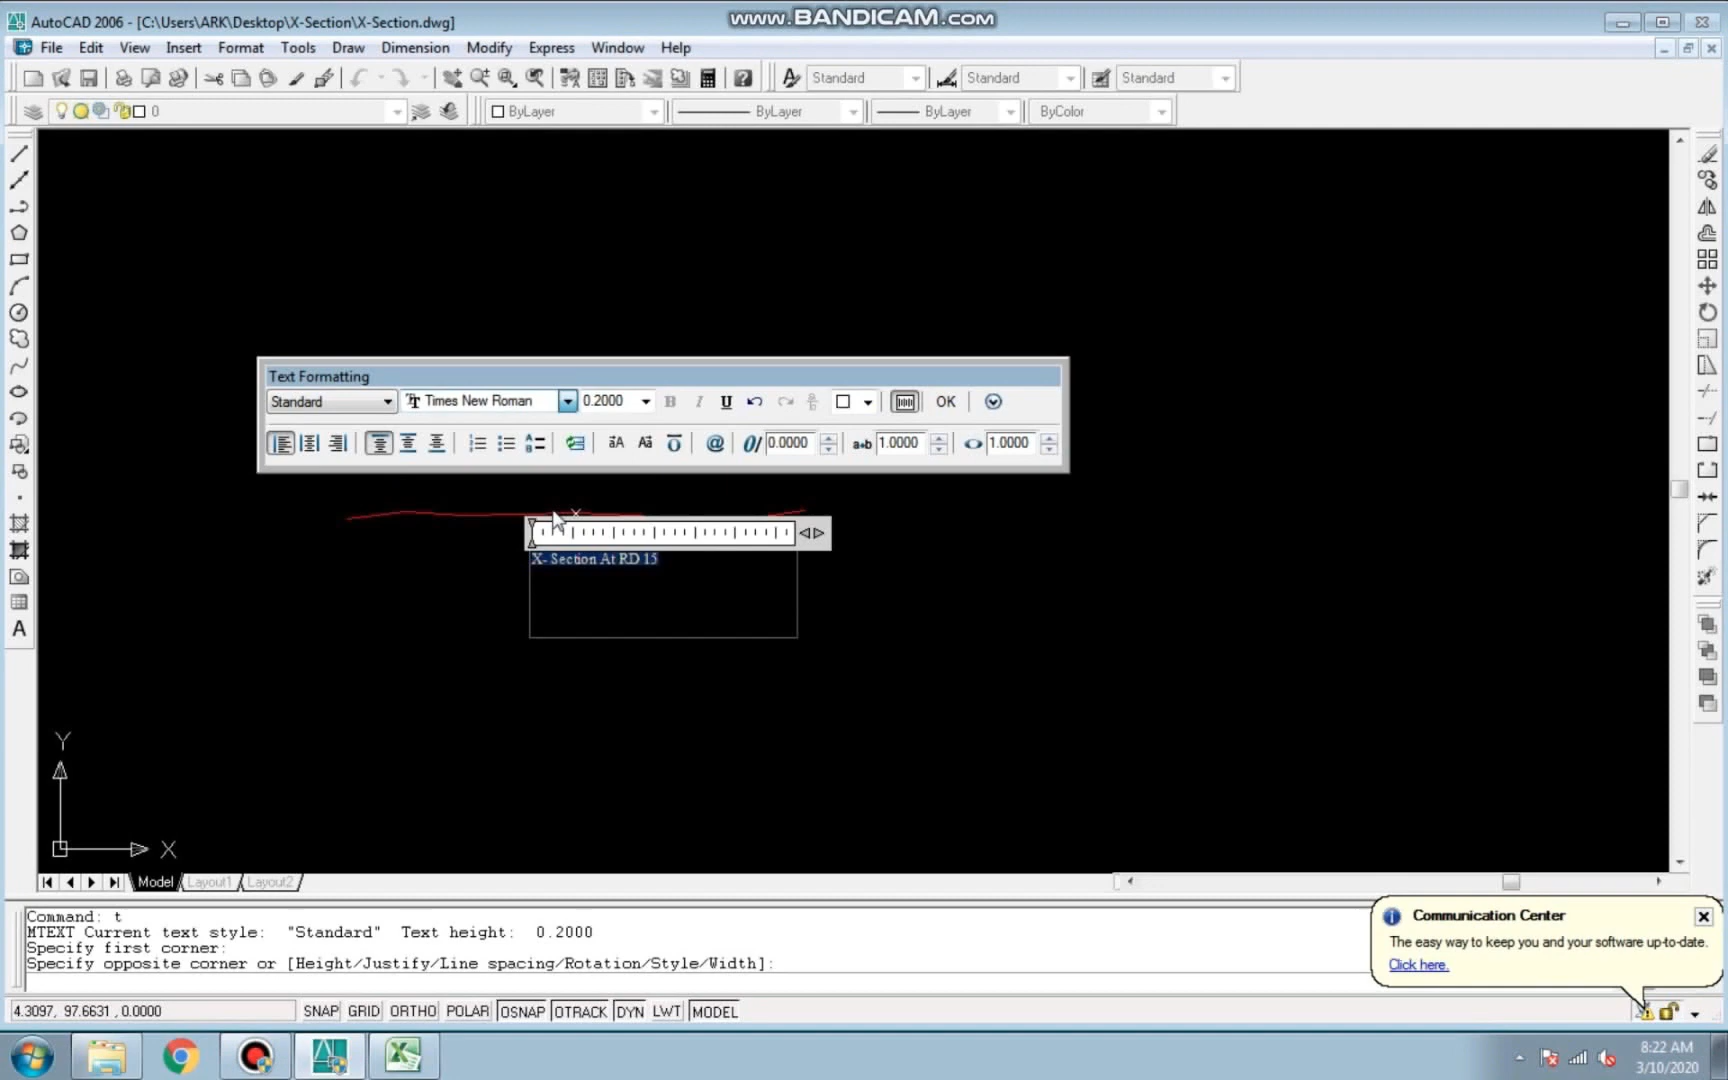 AutoCAD 2006 - [C:\Users\ARK\Desktop\X-Section\X-Section.dwg]
www.BANDICAM.com
File Edit View Insert Format Tools Draw Dimension Modify Express Window Help
Standard Standard Standard
0 ByLayer ByLayer ByLayer ByColor
Text Formatting
Standard Times New Roman 0.2000 B I U OK
@ 0/ 0.0000 a•b 1.0000 1.0000
X- Section At RD 15
Y
X
A
Model Layout1 Layout2
Command: t
MTEXT Current text style: "Standard" Text height: 0.2000
Specify first corner:
Specify opposite corner or [Height/Justify/Line spacing/Rotation/Style/Width]:
Communication Center
The easy way to keep you and your software up-to-date.
Click here.
4.3097, 97.6631 , 0.0000 SNAP GRID ORTHO POLAR OSNAP OTRACK DYN LWT MODEL
8:22 AM
3/10/2020